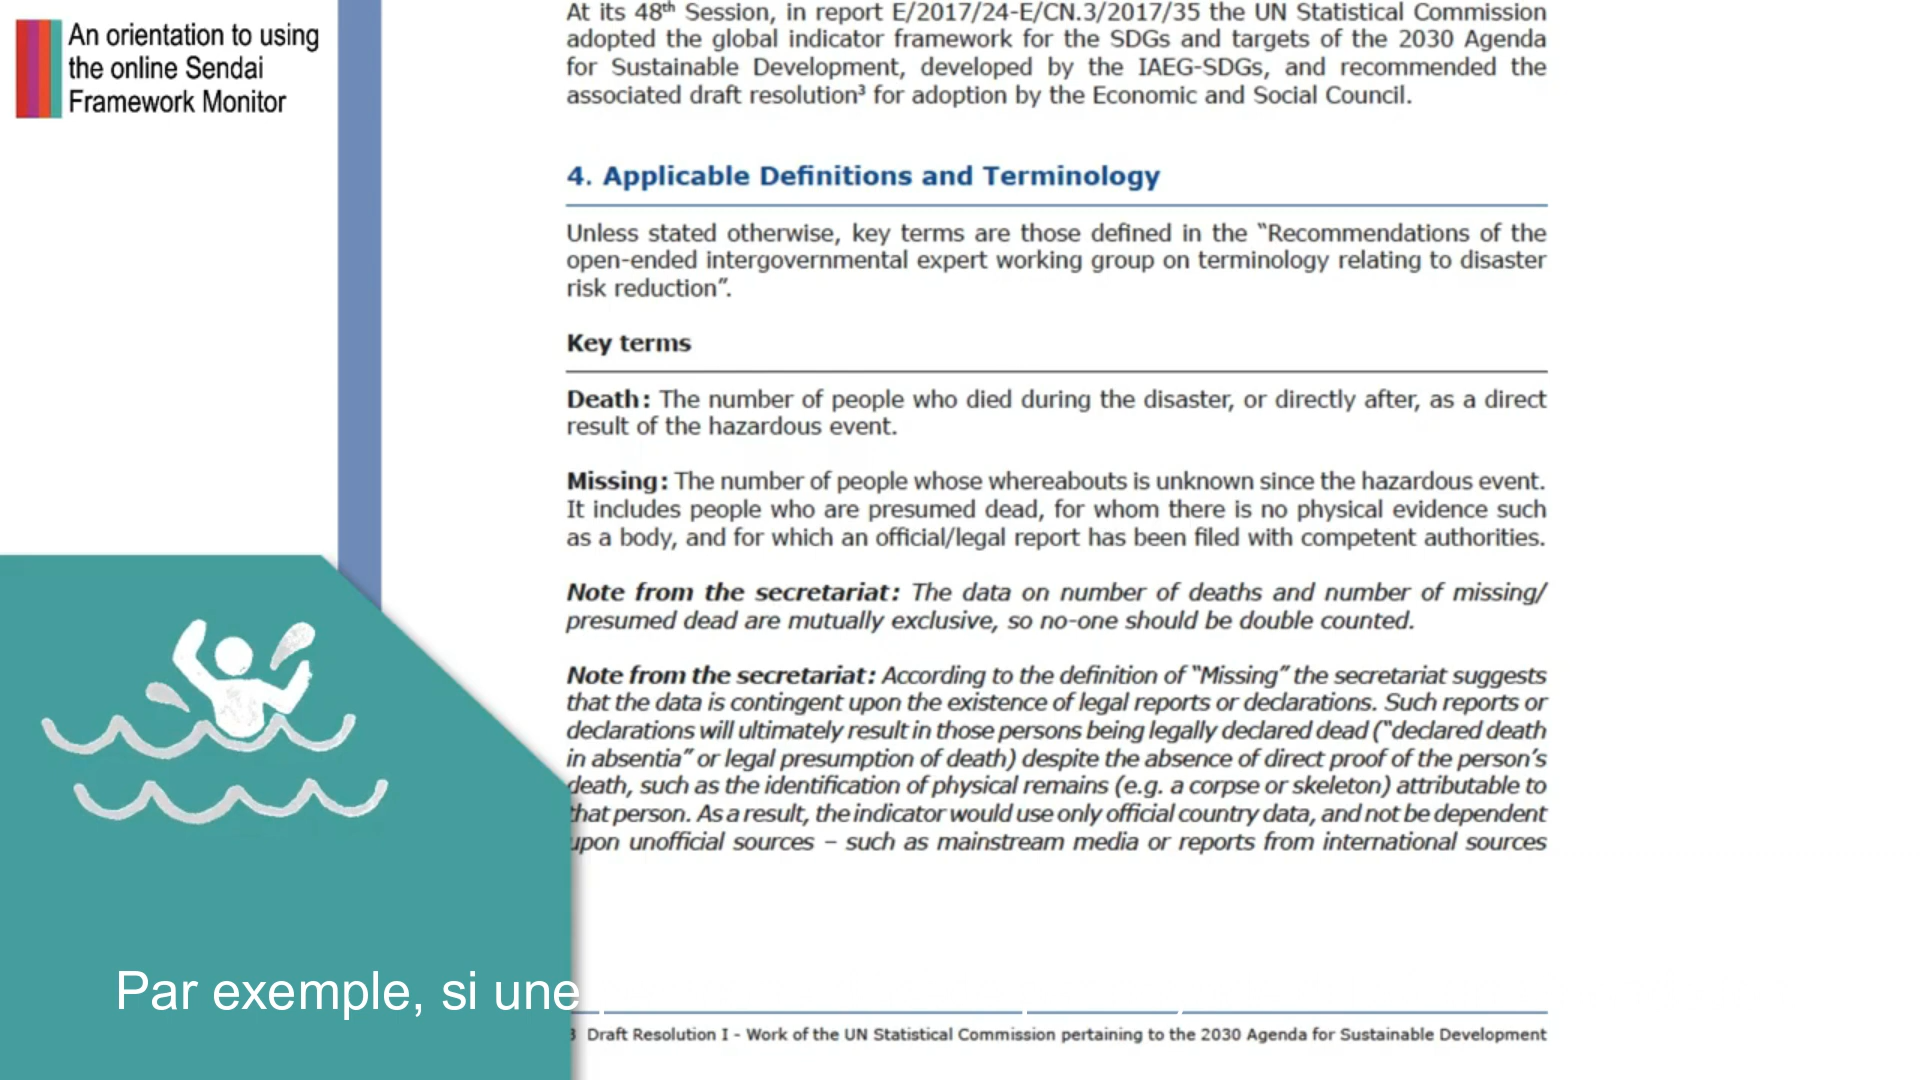 An orientation to using
the online Sendai
Framework Monitor
At its 48th Session, in report E/2017/24-E/CN.3/2017/35 the UN Statistical Commission
adopted the global indicator framework for the SDGs and targets of the 2030 Agenda
for Sustainable Development, developed by the IAEG-SDGs, and recommended the
associated draft resolution³ for adoption by the Economic and Social Council.
4. Applicable Definitions and Terminology
Unless stated otherwise, key terms are those defined in the “Recommendations of the
open-ended intergovernmental expert working group on terminology relating to disaster
risk reduction”.
Key terms
Death: The number of people who died during the disaster, or directly after, as a direct
result of the hazardous event.
Missing: The number of people whose whereabouts is unknown since the hazardous event.
It includes people who are presumed dead, for whom there is no physical evidence such
as a body, and for which an official/legal report has been filed with competent authorities.
Note from the secretariat: The data on number of deaths and number of missing/
presumed dead are mutually exclusive, so no-one should be double counted.
Note from the secretariat: According to the definition of “Missing” the secretariat suggests
that the data is contingent upon the existence of legal reports or declarations. Such reports or
declarations will ultimately result in those persons being legally declared dead (“declared death
in absentia” or legal presumption of death) despite the absence of direct proof of the person’s
death, such as the identification of physical remains (e.g. a corpse or skeleton) attributable to
that person. As a result, the indicator would use only official country data, and not be dependent
upon unofficial sources – such as mainstream media or reports from international sources
Par exemple, si une
3 Draft Resolution I - Work of the UN Statistical Commission pertaining to the 2030 Agenda for Sustainable Development